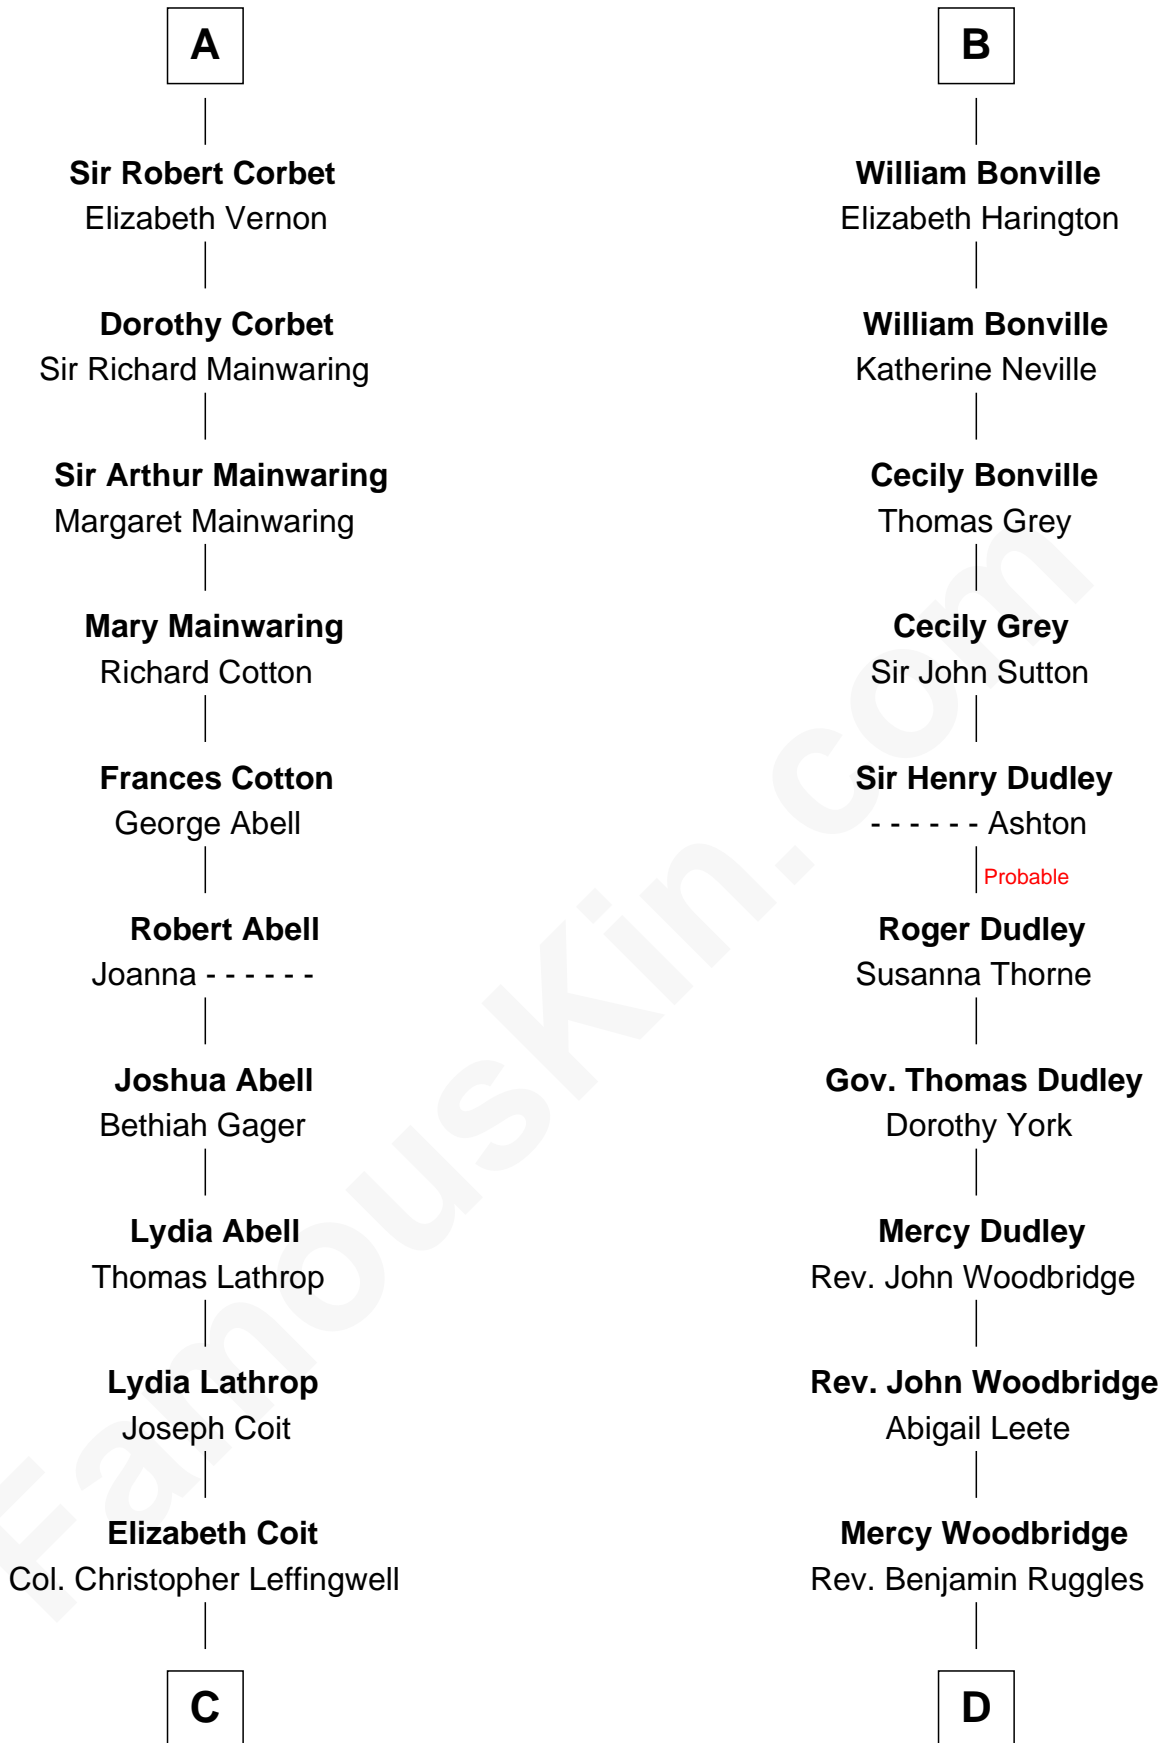 A
Sir Robert Corbet
Elizabeth Vernon
Dorothy Corbet
Sir Richard Mainwaring
Sir Arthur Mainwaring
Margaret Mainwaring
Mary Mainwaring
Richard Cotton
Frances Cotton
George Abell
Robert Abell
Joanna - - - - - -
Joshua Abell
Bethiah Gager
Lydia Abell
Thomas Lathrop
Lydia Lathrop
Joseph Coit
Elizabeth Coit
Col. Christopher Leffingwell
C
B
William Bonville
Elizabeth Harington
William Bonville
Katherine Neville
Cecily Bonville
Thomas Grey
Cecily Grey
Sir John Sutton
Sir Henry Dudley
- - - - - - Ashton
Probable
Roger Dudley
Susanna Thorne
Gov. Thomas Dudley
Dorothy York
Mercy Dudley
Rev. John Woodbridge
Rev. John Woodbridge
Abigail Leete
Mercy Woodbridge
Rev. Benjamin Ruggles
D
FamousKin.com